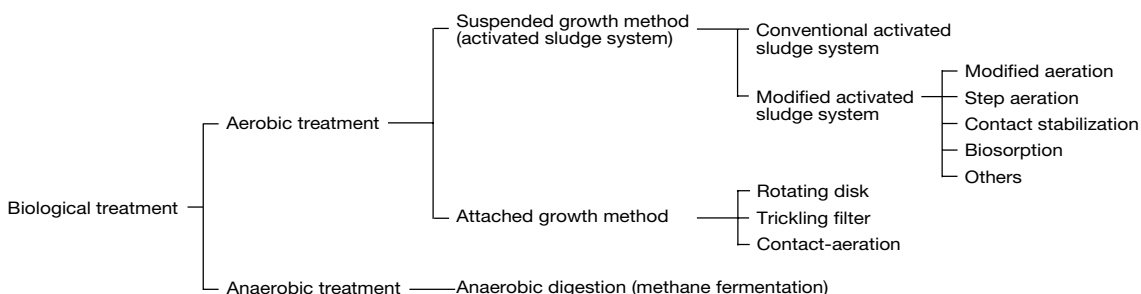 Biological treatment
Aerobic treatment
Suspended growth method
(activated sludge system)
Conventional activated
sludge system
Modified activated
sludge system
Modified aeration
Step aeration
Contact stabilization
Biosorption
Others
Attached growth method
Rotating disk
Trickling filter
Contact-aeration
Anaerobic treatment
Anaerobic digestion (methane fermentation)